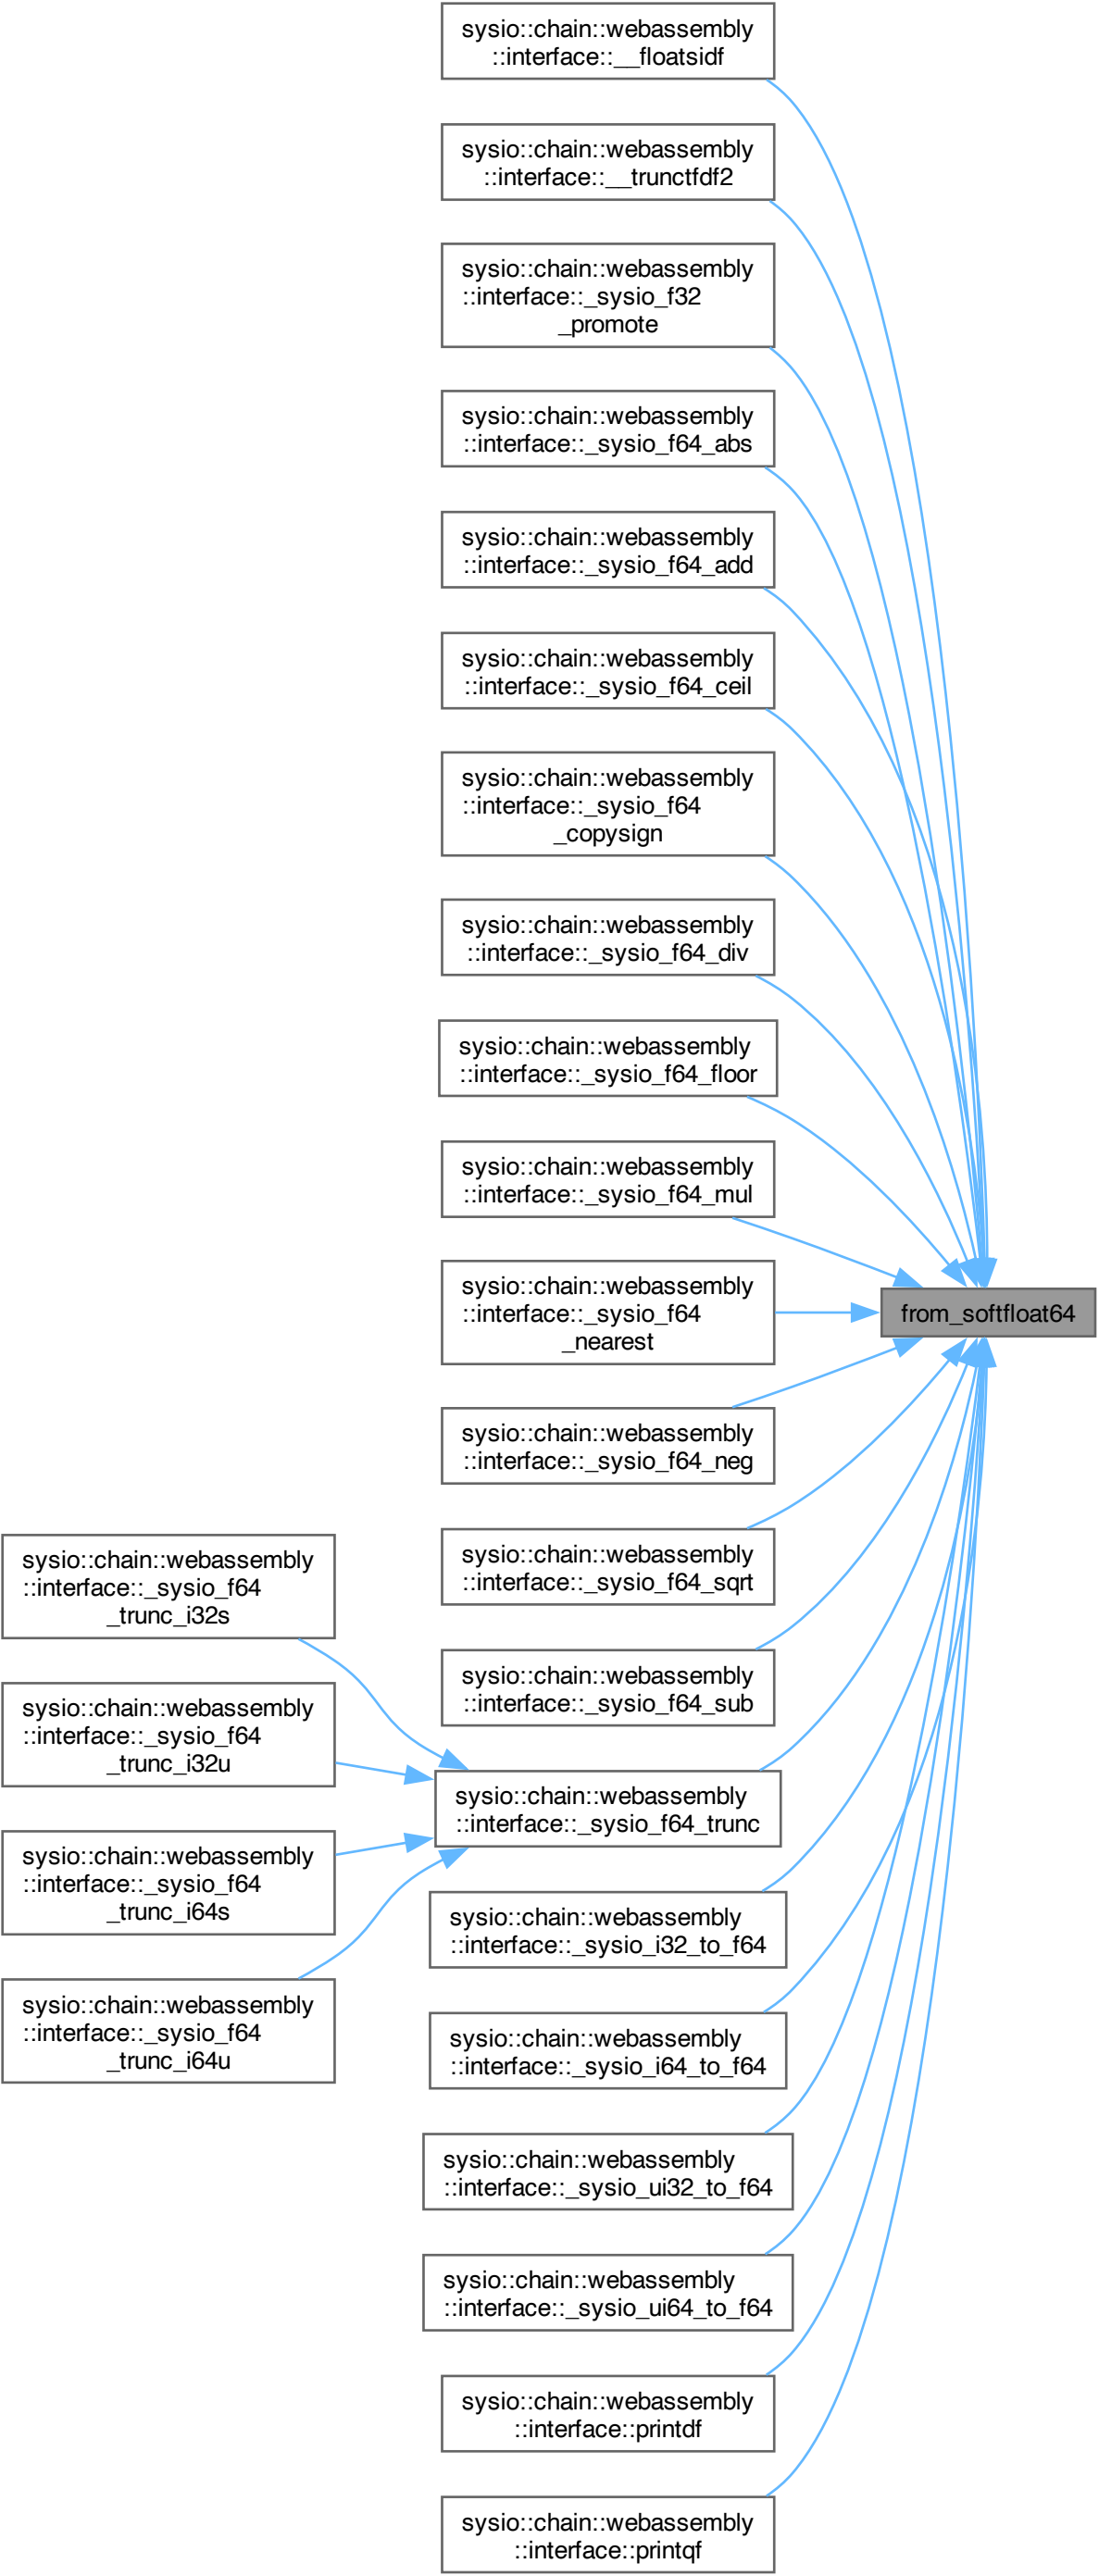 sysio::chain::webassembly
::interface::__floatsidf
sysio::chain::webassembly
::interface::__trunctfdf2
sysio::chain::webassembly
::interface::_sysio_f32
_promote
sysio::chain::webassembly
::interface::_sysio_f64_abs
sysio::chain::webassembly
::interface::_sysio_f64_add
sysio::chain::webassembly
::interface::_sysio_f64_ceil
sysio::chain::webassembly
::interface::_sysio_f64
_copysign
sysio::chain::webassembly
::interface::_sysio_f64_div
sysio::chain::webassembly
::interface::_sysio_f64_floor
sysio::chain::webassembly
::interface::_sysio_f64_mul
sysio::chain::webassembly
::interface::_sysio_f64
_nearest
from_softfloat64
sysio::chain::webassembly
::interface::_sysio_f64_neg
sysio::chain::webassembly
::interface::_sysio_f64_sqrt
sysio::chain::webassembly
::interface::_sysio_f64_sub
sysio::chain::webassembly
::interface::_sysio_f64_trunc
sysio::chain::webassembly
::interface::_sysio_f64
_trunc_i32s
sysio::chain::webassembly
::interface::_sysio_f64
_trunc_i32u
sysio::chain::webassembly
::interface::_sysio_f64
_trunc_i64s
sysio::chain::webassembly
::interface::_sysio_f64
_trunc_i64u
sysio::chain::webassembly
::interface::_sysio_i32_to_f64
sysio::chain::webassembly
::interface::_sysio_i64_to_f64
sysio::chain::webassembly
::interface::_sysio_ui32_to_f64
sysio::chain::webassembly
::interface::_sysio_ui64_to_f64
sysio::chain::webassembly
::interface::printdf
sysio::chain::webassembly
::interface::printqf